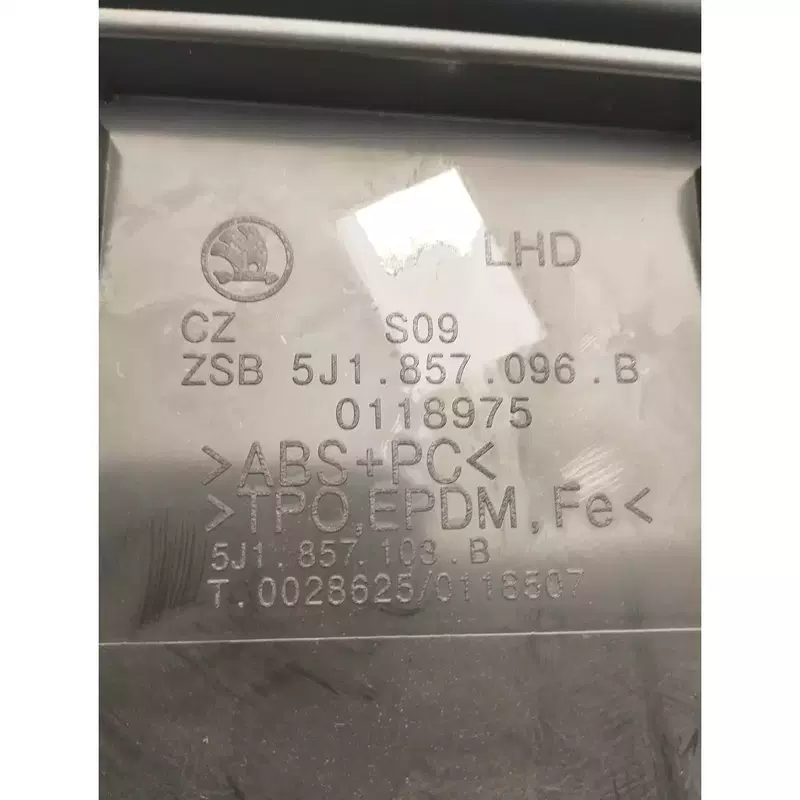 LHD
CZ S09
ZSB 5J1.857.096.B
0118975
>ABS+PC<
>TPO,EPDM,Fe<
5J1.857.103.B
T.0028625/0118507